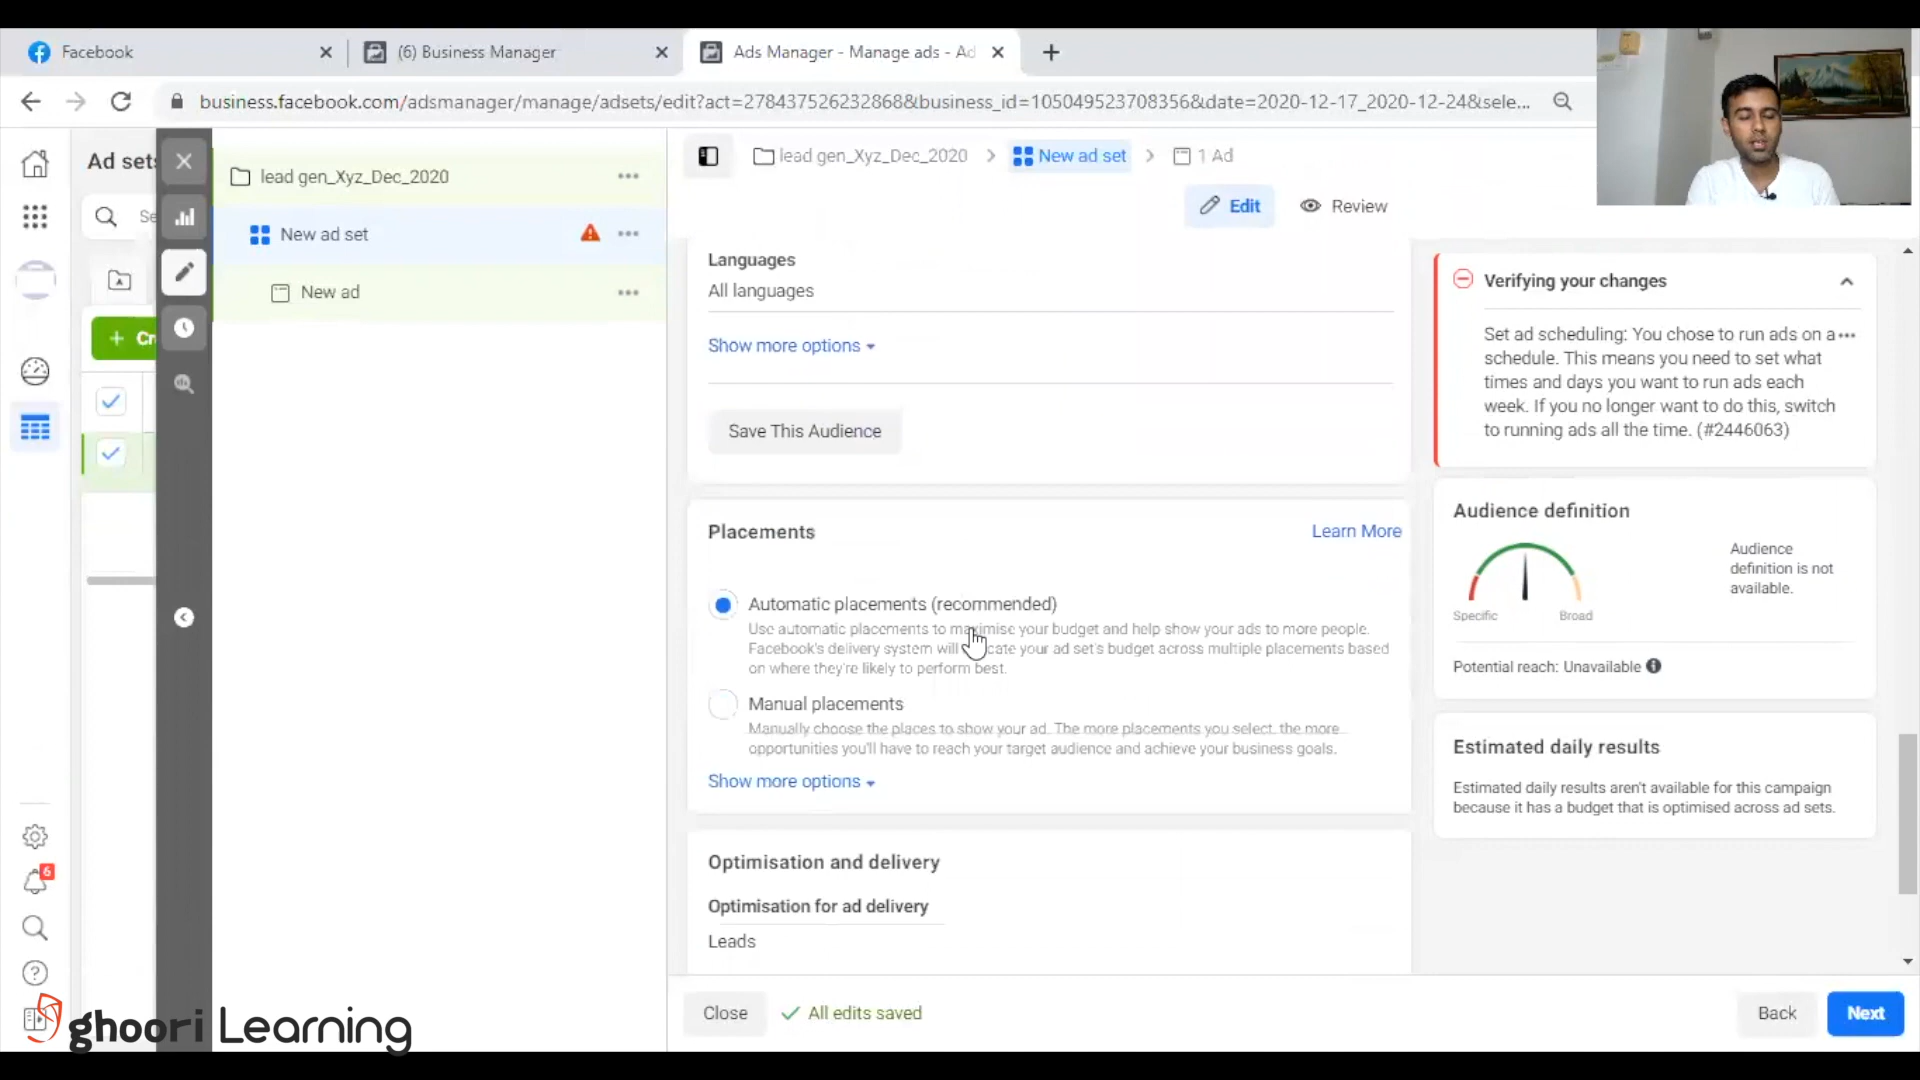 Facebook
(6) Business Manager
Ads Manager - Manage ads - Ad
business.facebook.com/adsmanager/manage/adsets/edit?act=278437526232868&business_id=105049523708356&date=2020-12-17_2020-12-24&sele...
Ad sets
Se
+ Cr
6
lead gen_Xyz_Dec_2020
New ad set
New ad
lead gen_Xyz_Dec_2020
New ad set
1 Ad
Edit
Review
Languages
All languages
Show more options
Save This Audience
Placements
Learn More
Automatic placements (recommended)
Use automatic placements to maximise your budget and help show your ads to more people.
Facebook's delivery system will cate your ad set's budget across multiple placements based
on where they're likely to perform best.
Manual placements
Manually choose the places to show your ad. The more placements you select, the more
opportunities you'll have to reach your target audience and achieve your business goals.
Show more options
Optimisation and delivery
Optimisation for ad delivery
Leads
Verifying your changes
Set ad scheduling: You chose to run ads on a
schedule. This means you need to set what
times and days you want to run ads each
week. If you no longer want to do this, switch
to running ads all the time. (#2446063)
Audience definition
Specific
Broad
Audience
definition is not
available.
Potential reach: Unavailable
Estimated daily results
Estimated daily results aren't available for this campaign
because it has a budget that is optimised across ad sets.
Close
All edits saved
Back
Next
ghoori Learning